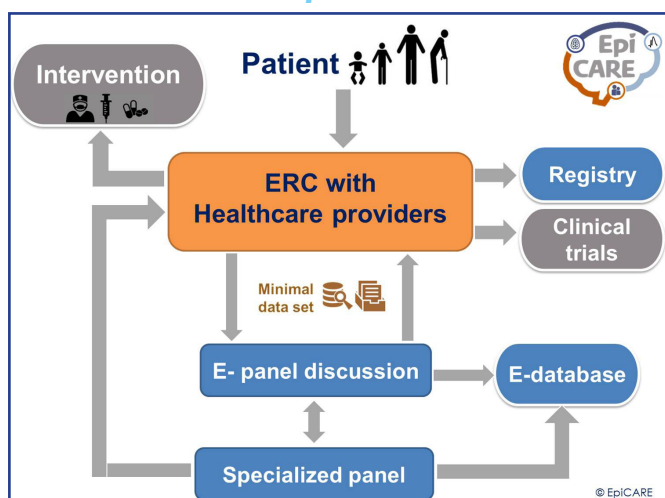 Intervention
Patient
Epi
CARE
ERC with
Healthcare providers
Registry
Clinical
trials
Minimal
data set
E- panel discussion
E-database
Specialized panel
© EpiCARE